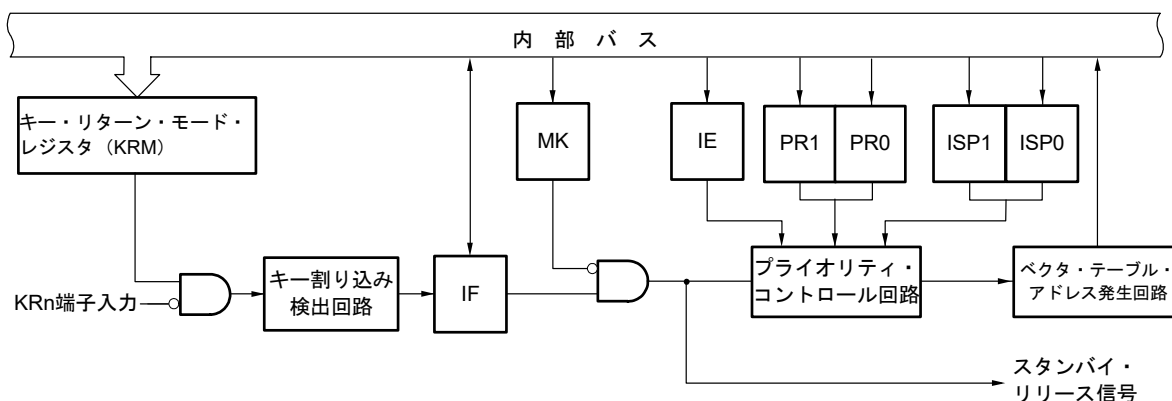 内部バス
キー・リターン・モード・
レジスタ（KRM）
MK
IE
PR1
PR0
ISP1
ISP0
KRn端子入力
キー割り込み
検出回路
IF
プライオリティ・
コントロール回路
ベクタ・テーブル・
アドレス発生回路
スタンバイ・
リリース信号